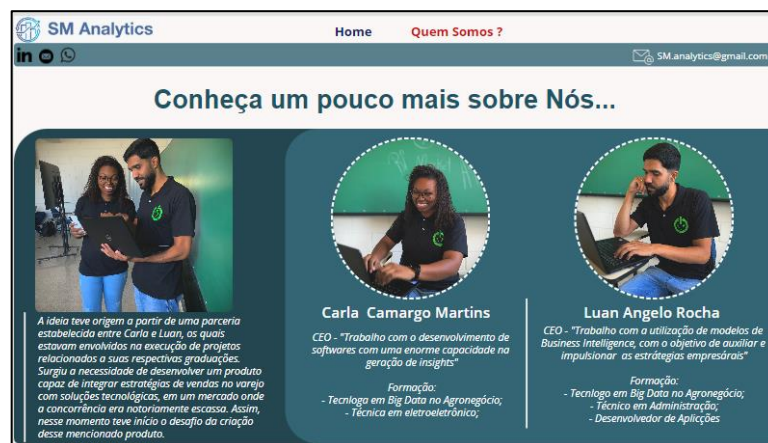 SM Analytics
Home
Quem Somos ?
SM.analytics@gmail.com
Conheça um pouco mais sobre Nós...
A ideia teve origem a partir de uma parceria
estabelecida entre Carla e Luan, os quais
estavam envolvidos na execução de projetos
relacionados a suas respectivas graduações.
Surgiu a necessidade de desenvolver um produto
capaz de integrar estratégias de vendas no varejo
com soluções tecnológicas, em um mercado onde
a concorrência era notoriamente escassa. Assim,
nesse momento teve início o desafio da criação
desse mencionado produto.
Carla  Camargo Martins
CEO - "Trabalho com o desenvolvimento de
softwares com uma enorme capacidade na
geração de insights"
Formação:
- Tecnloga em Big Data no Agronegócio;
- Técnica em eletroeletrônico;
Luan Angelo Rocha
CEO - "Trabalho com a utilização de modelos de
Business Intelligence, com o objetivo de auxiliar e
impulsionar  as estratégias empresárais"
Formação:
- Tecnlogo em Big Data no Agronegócio;
- Técnico em Administração;
- Desenvolvedor de Aplicções